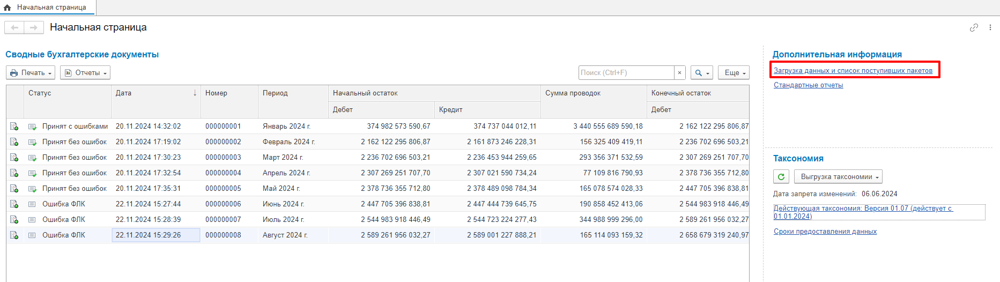 Начальная страница
Начальная страница
Сводные бухгалтерские документы
Печать Отчеты Поиск (Ctrl+F) × Еще
Статус Дата ↓ Номер Период Начальный остаток Сумма проводок Конечный остаток
Дебет Кредит Дебет
Принят с ошибками 20.11.2024 14:32:02 000000001 Январь 2024 г. 374 982 573 590,67 374 737 044 012,11 3 440 555 689 590,18 2 162 122 295 806,87
Принят без ошибок 20.11.2024 17:19:02 000000002 Февраль 2024 г. 2 162 122 295 806,87 2 161 873 246 228,31 156 325 409 419,11 2 236 702 696 503,21
Принят без ошибок 20.11.2024 17:30:23 000000003 Март 2024 г. 2 236 702 696 503,21 2 236 453 944 259,65 293 356 371 532,59 2 307 269 251 707,70
Принят без ошибок 20.11.2024 17:32:54 000000004 Апрель 2024 г. 2 307 269 251 707,70 2 307 021 590 734,24 77 109 816 790,93 2 378 736 355 712,80
Принят без ошибок 20.11.2024 17:35:31 000000005 Май 2024 г. 2 378 736 355 712,80 2 378 489 098 784,34 165 078 574 028,33 2 447 705 396 838,81
Ошибка ФЛК 22.11.2024 15:27:44 000000006 Июнь 2024 г. 2 447 705 396 838,81 2 447 444 739 645,75 190 858 452 413,06 2 544 983 918 446,49
Ошибка ФЛК 22.11.2024 15:28:39 000000007 Июль 2024 г. 2 544 983 918 446,49 2 544 723 224 277,43 344 988 999 296,00 2 589 261 956 032,27
Ошибка ФЛК 22.11.2024 15:29:26 000000008 Август 2024 г. 2 589 261 956 032,27 2 589 001 227 888,21 165 114 093 159,32 2 658 679 319 240,97
Дополнительная информация
Загрузка данных и список поступивших пакетов
Стандартные отчеты
Таксономия
Выгрузка таксономии
Дата запрета изменений: 06.06.2024
Действующая таксономия: Версия 01.07 (действует с
01.01.2024)
Сроки предоставления данных